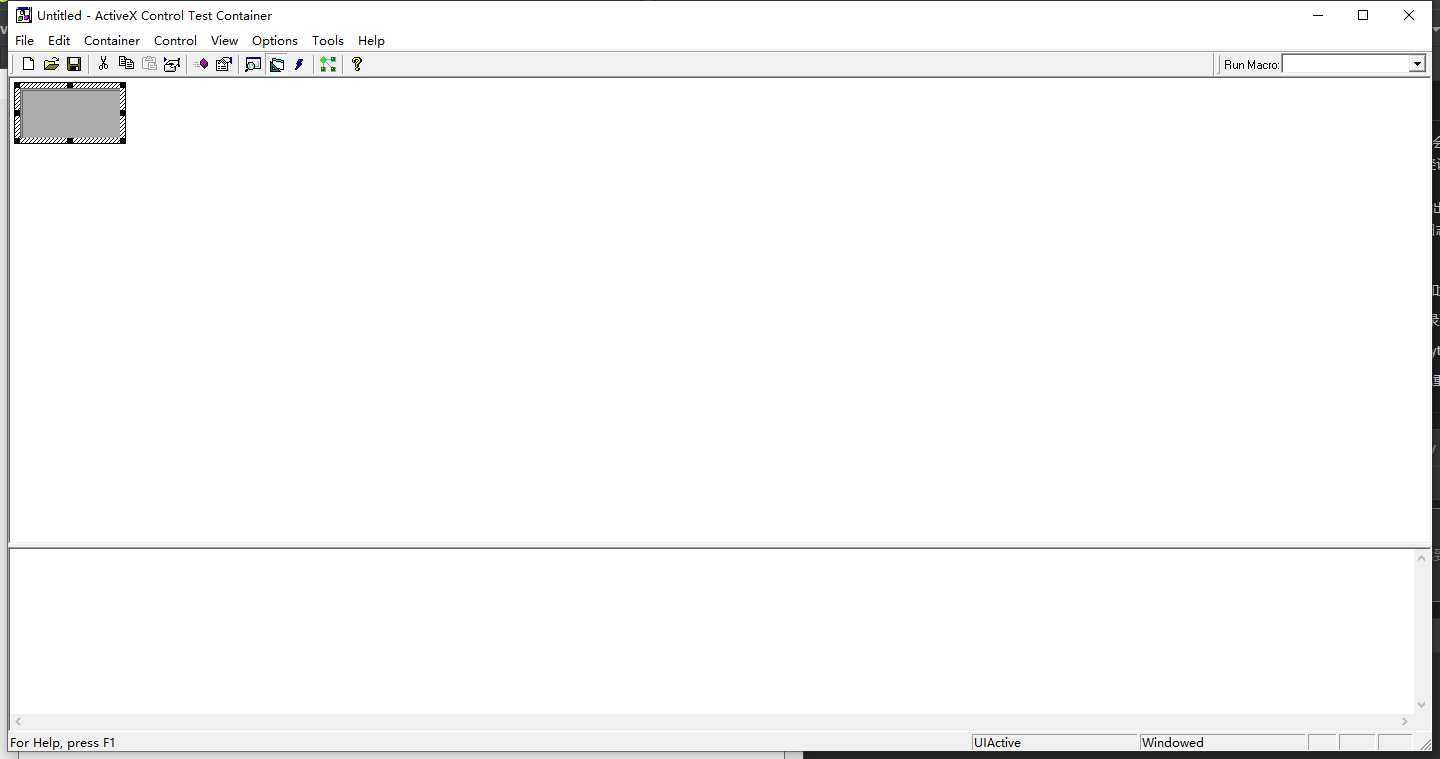 Untitled - ActiveX Control Test Container
File Edit Container Control View Options Tools Help
Run Macro:
For Help, press F1
UIActive
Windowed